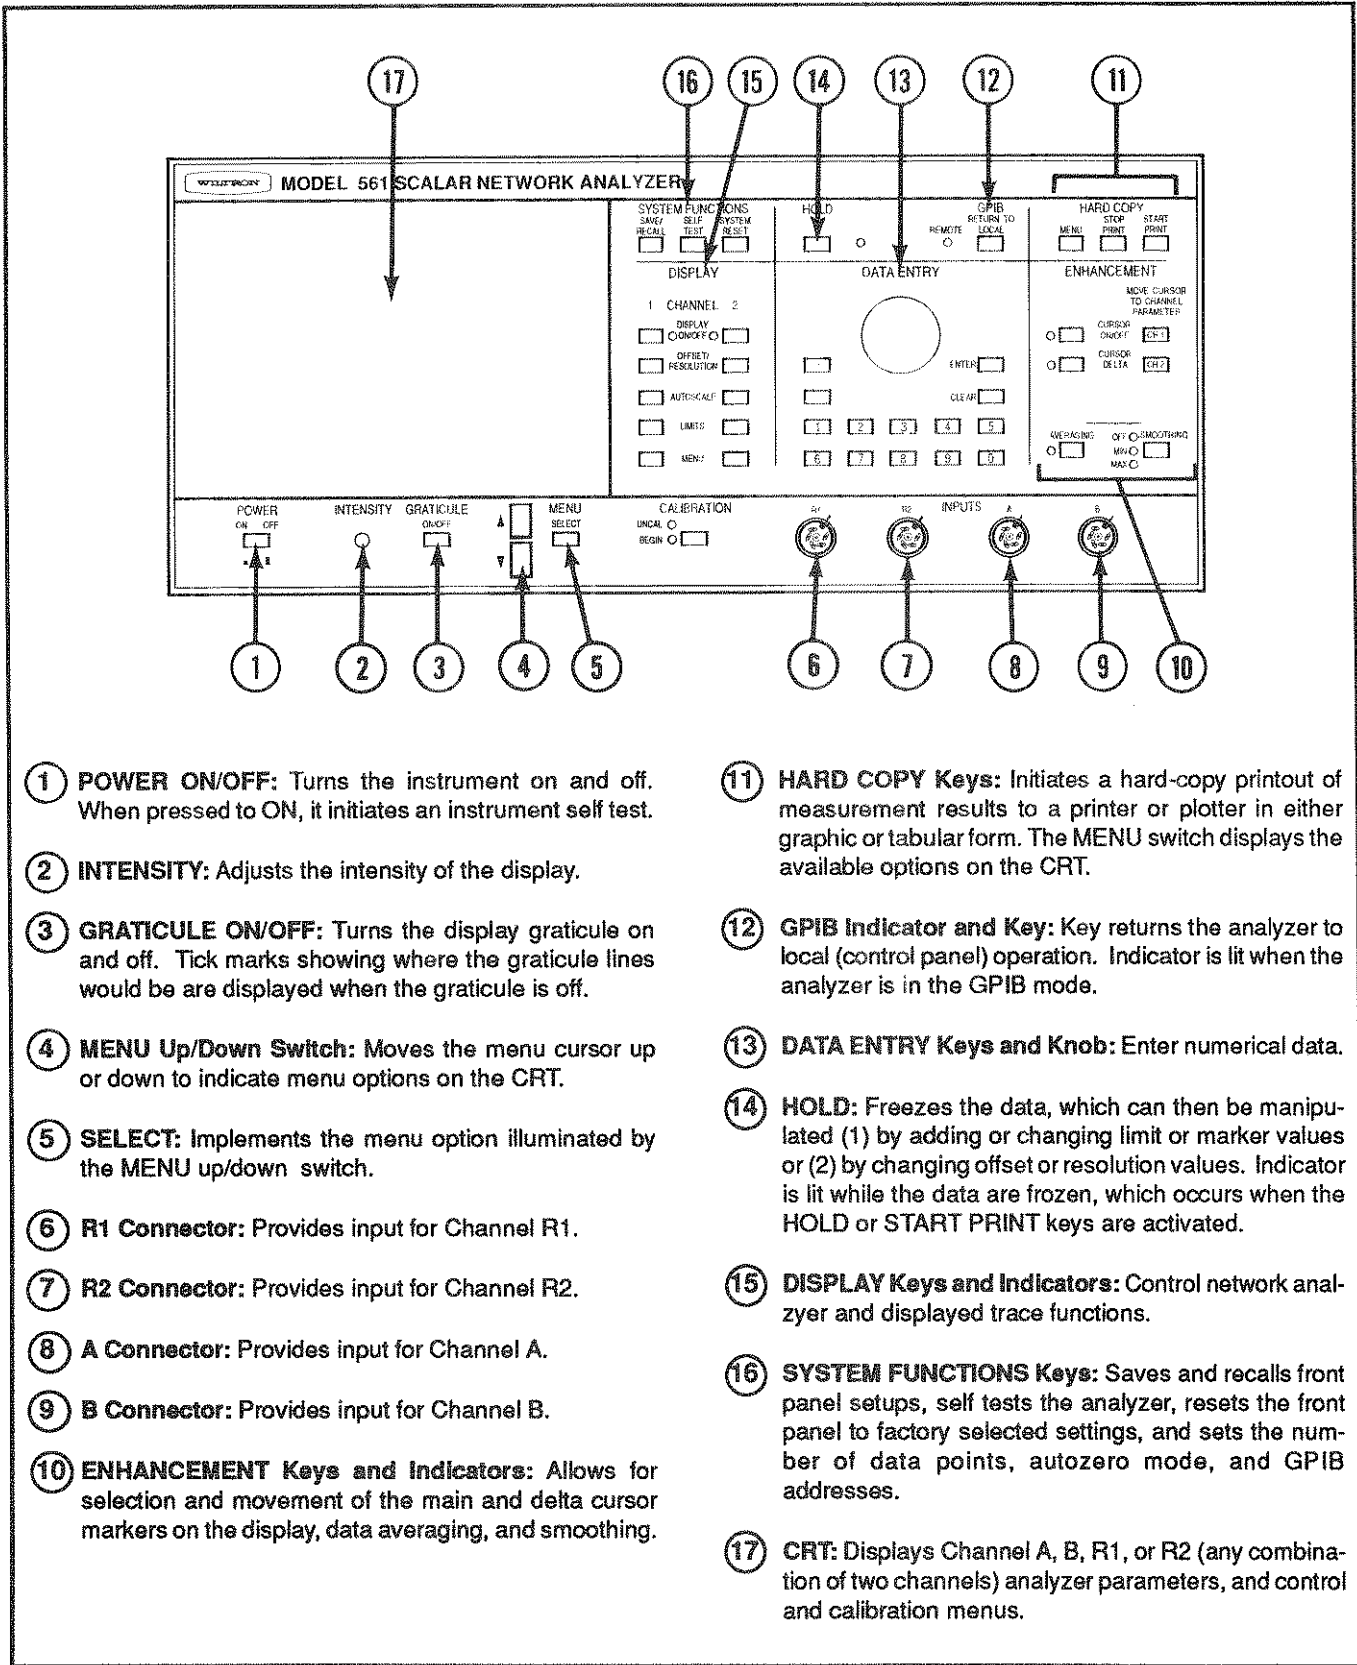 17 16 15 14 13 12 11
WILTRON MODEL 561 SCALAR NETWORK ANALYZER
SYSTEM FUNCTIONS
SAVE/ RECALL
SELF TEST
SYSTEM RESET
HOLD
REMOTE
GPIB
RETURN TO LOCAL
HARD COPY
MENU
STOP PRINT
START PRINT
DISPLAY
1 CHANNEL 2
DISPLAY ON/OFF
OFFSET/ RESOLUTION
AUTOSCALE
LIMITS
MENU
DATA ENTRY
-
.
ENTER
CLEAR
1 2 3 4 5
6 7 8 9 0
ENHANCEMENT
MOVE CURSOR
TO CHANNEL
PARAMETER
CURSOR ON/OFF
CH 1
CURSOR DELTA
CH 2
AVERAGING
OFF
MIN
MAX
SMOOTHING
POWER
ON OFF
INTENSITY
GRATICULE
ON/OFF
MENU
SELECT
CALIBRATION
UNCAL
BEGIN
INPUTS
R1 R2 A B
1 2 3 4 5 6 7 8 9 10
1 POWER ON/OFF: Turns the instrument on and off.
When pressed to ON, it initiates an instrument self test.
2 INTENSITY: Adjusts the intensity of the display.
3 GRATICULE ON/OFF: Turns the display graticule on
and off. Tick marks showing where the graticule lines
would be are displayed when the graticule is off.
4 MENU Up/Down Switch: Moves the menu cursor up
or down to indicate menu options on the CRT.
5 SELECT: Implements the menu option illuminated by
the MENU up/down switch.
6 R1 Connector: Provides input for Channel R1.
7 R2 Connector: Provides input for Channel R2.
8 A Connector: Provides input for Channel A.
9 B Connector: Provides input for Channel B.
10 ENHANCEMENT Keys and Indicators: Allows for
selection and movement of the main and delta cursor
markers on the display, data averaging, and smoothing.
11 HARD COPY Keys: Initiates a hard-copy printout of
measurement results to a printer or plotter in either
graphic or tabular form. The MENU switch displays the
available options on the CRT.
12 GPIB Indicator and Key: Key returns the analyzer to
local (control panel) operation. Indicator is lit when the
analyzer is in the GPIB mode.
13 DATA ENTRY Keys and Knob: Enter numerical data.
14 HOLD: Freezes the data, which can then be manipu-
lated (1) by adding or changing limit or marker values
or (2) by changing offset or resolution values. Indicator
is lit while the data are frozen, which occurs when the
HOLD or START PRINT keys are activated.
15 DISPLAY Keys and Indicators: Control network anal-
zyer and displayed trace functions.
16 SYSTEM FUNCTIONS Keys: Saves and recalls front
panel setups, self tests the analyzer, resets the front
panel to factory selected settings, and sets the num-
ber of data points, autozero mode, and GPIB
addresses.
17 CRT: Displays Channel A, B, R1, or R2 (any combina-
tion of two channels) analyzer parameters, and control
and calibration menus.